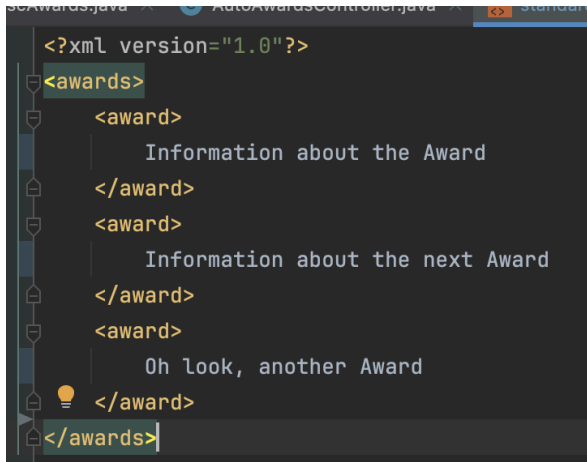 AutoAwardsController.java
<?xml version="1.0"?>
<awards>
<award>
Information about the Award
</award>
<award>
Information about the next Award
</award>
<award>
Oh look, another Award
</award>
</awards>